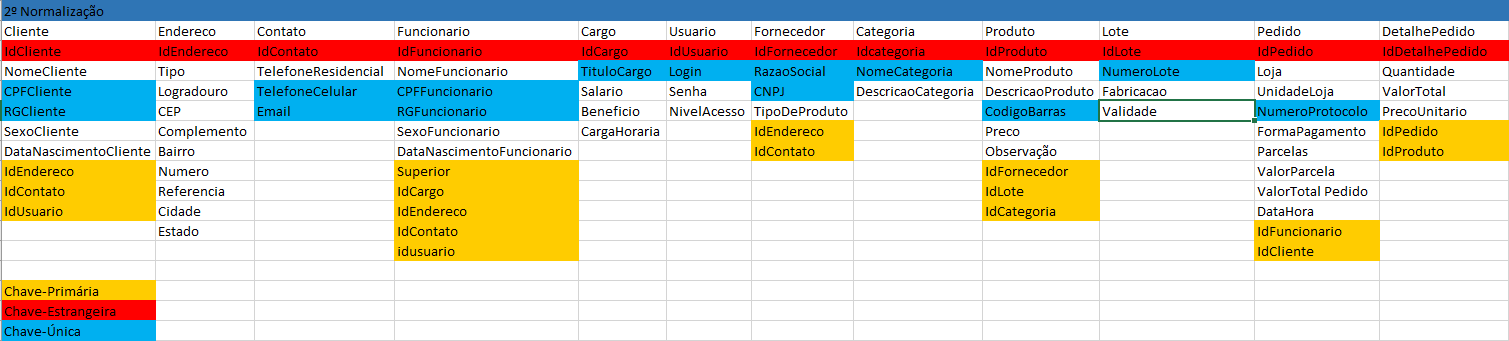 2º Normalização
Cliente Endereco Contato Funcionario Cargo Usuario Fornecedor Categoria Produto Lote Pedido DetalhePedido
IdCliente IdEndereco IdContato IdFuncionario IdCargo IdUsuario IdFornecedor Idcategoria IdProduto IdLote IdPedido IdDetalhePedido
NomeCliente Tipo TelefoneResidencial NomeFuncionario TituloCargo Login RazaoSocial NomeCategoria NomeProduto NumeroLote Loja Quantidade
CPFCliente Logradouro TelefoneCelular CPFFuncionario Salario Senha CNPJ DescricaoCategoria DescricaoProduto Fabricacao UnidadeLoja ValorTotal
RGCliente CEP Email RGFuncionario Beneficio NivelAcesso TipoDeProduto CodigoBarras Validade NumeroProtocolo PrecoUnitario
SexoCliente Complemento SexoFuncionario CargaHoraria IdEndereco Preco FormaPagamento IdPedido
DataNascimentoCliente Bairro DataNascimentoFuncionario IdContato Observação Parcelas IdProduto
IdEndereco Numero Superior IdFornecedor ValorParcela
IdContato Referencia IdCargo IdLote ValorTotal Pedido
IdUsuario Cidade IdEndereco IdCategoria DataHora
Estado IdContato IdFuncionario
idusuario IdCliente
Chave-Primária
Chave-Estrangeira
Chave-Única